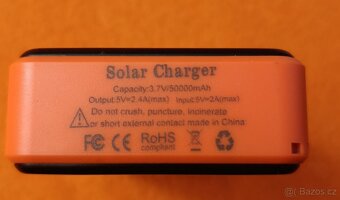 Solar Charger
Capacity:3.7V/50000mAh
Output:5V=2.4A(max) Input:5V=2A(max)
Do not crush, puncture, incinerate
or short external contact made in China.
FC CE RoHS
compliant
Sbazar.cz